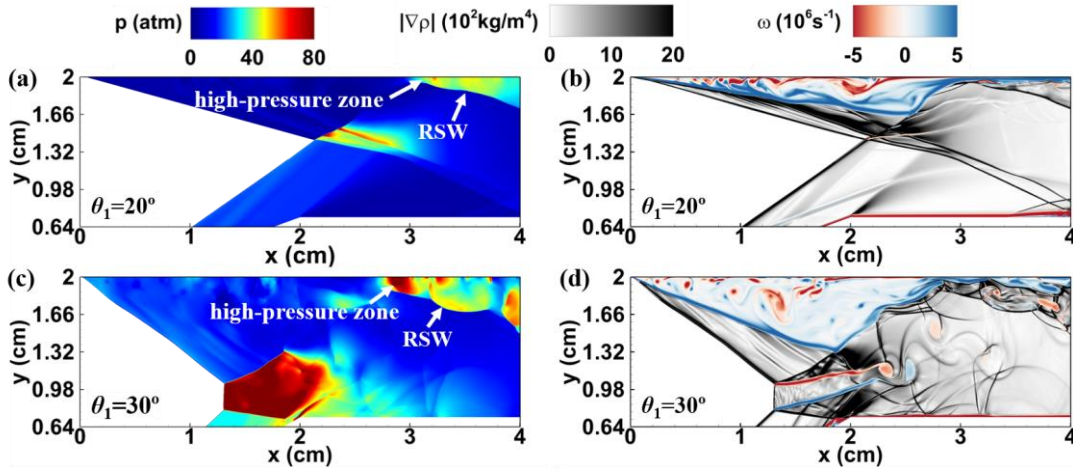 p (atm)
0 40 80
|∇ρ| (10²kg/m⁴)
0 10 20
ω (10⁶s⁻¹)
-5 0 5
(a)
y (cm)
2
1.66
1.32
0.98
0.64
high-pressure zone
RSW
θ₁=20º
0 1 2 3 4
x (cm)
(b)
y (cm)
2
1.66
1.32
0.98
0.64
θ₁=20º
0 1 2 3 4
x (cm)
(c)
y (cm)
2
1.66
1.32
0.98
0.64
high-pressure zone
RSW
θ₁=30º
0 1 2 3 4
x (cm)
(d)
y (cm)
2
1.66
1.32
0.98
0.64
θ₁=30º
0 1 2 3 4
x (cm)